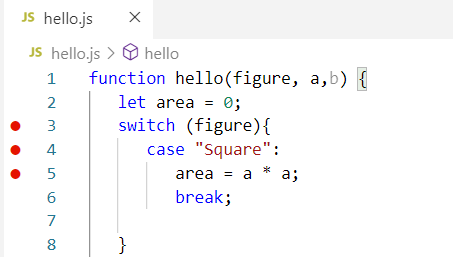 JS hello.js ×
JS hello.js > hello
1 function hello(figure, a,b) {
2 let area = 0;
3 switch (figure){
4 case "Square":
5 area = a * a;
6 break;
7
8 }